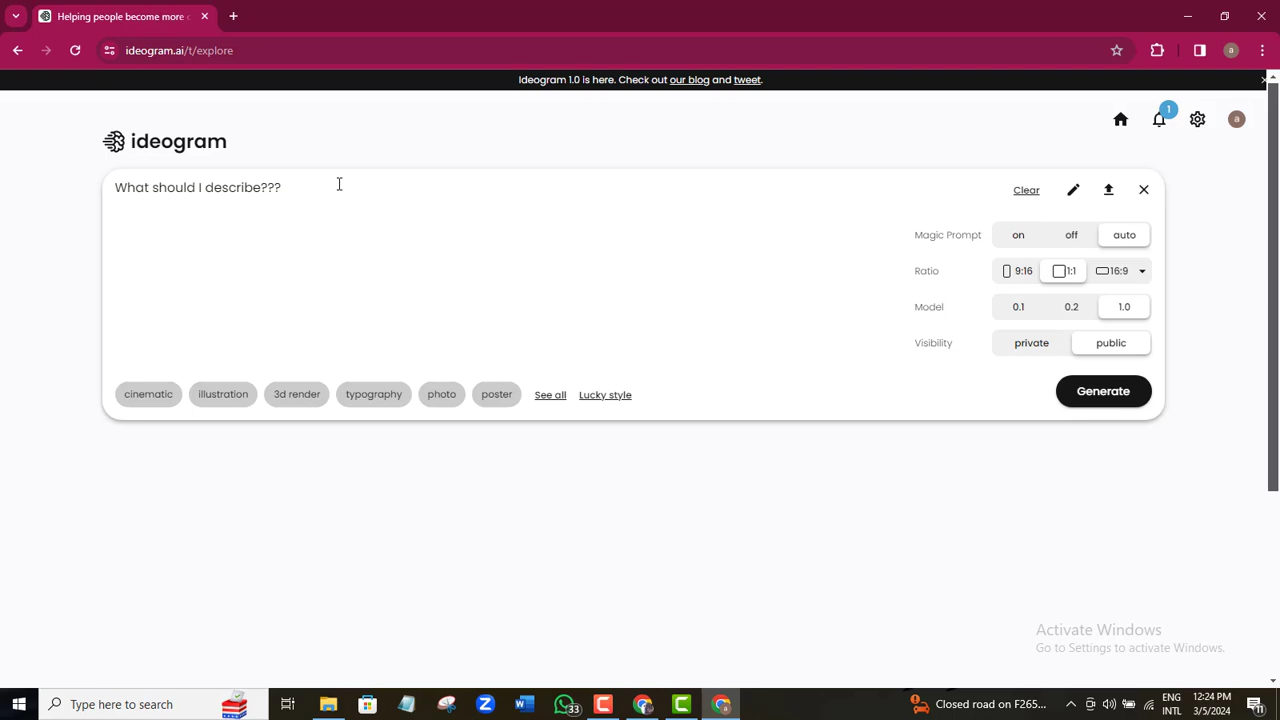 Helping people become more c
ideogram.ai/t/explore
a
Ideogram 1.0 is here. Check out our blog and tweet.
1
a
ideogram
What should I describe???
Clear
Magic Prompt on off auto
Ratio 9:16 1:1 16:9
Model 0.1 0.2 1.0
Visibility private public
cinematic illustration 3d render typography photo poster See all Lucky style Generate
Activate Windows
Go to Settings to activate Windows.
Type here to search
33
Closed road on F265...
ENG
INTL
12:24 PM
3/5/2024
11